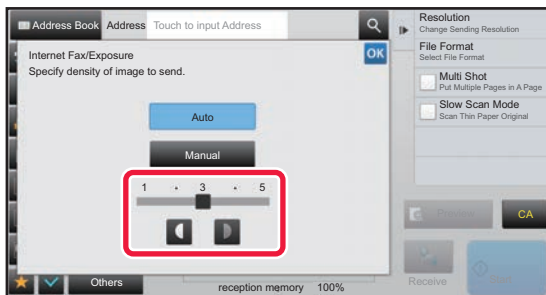 Address Book Address Touch to input Address
Internet Fax/Exposure
OK
Specify density of image to send.
Auto
Manual
1 • 3 • 5
Others
reception memory 100%
Resolution
Change Sending Resolution
File Format
Select File Format
Multi Shot
Put Multiple Pages in A Page
Slow Scan Mode
Scan Thin Paper Original
Preview
CA
Receive
Start